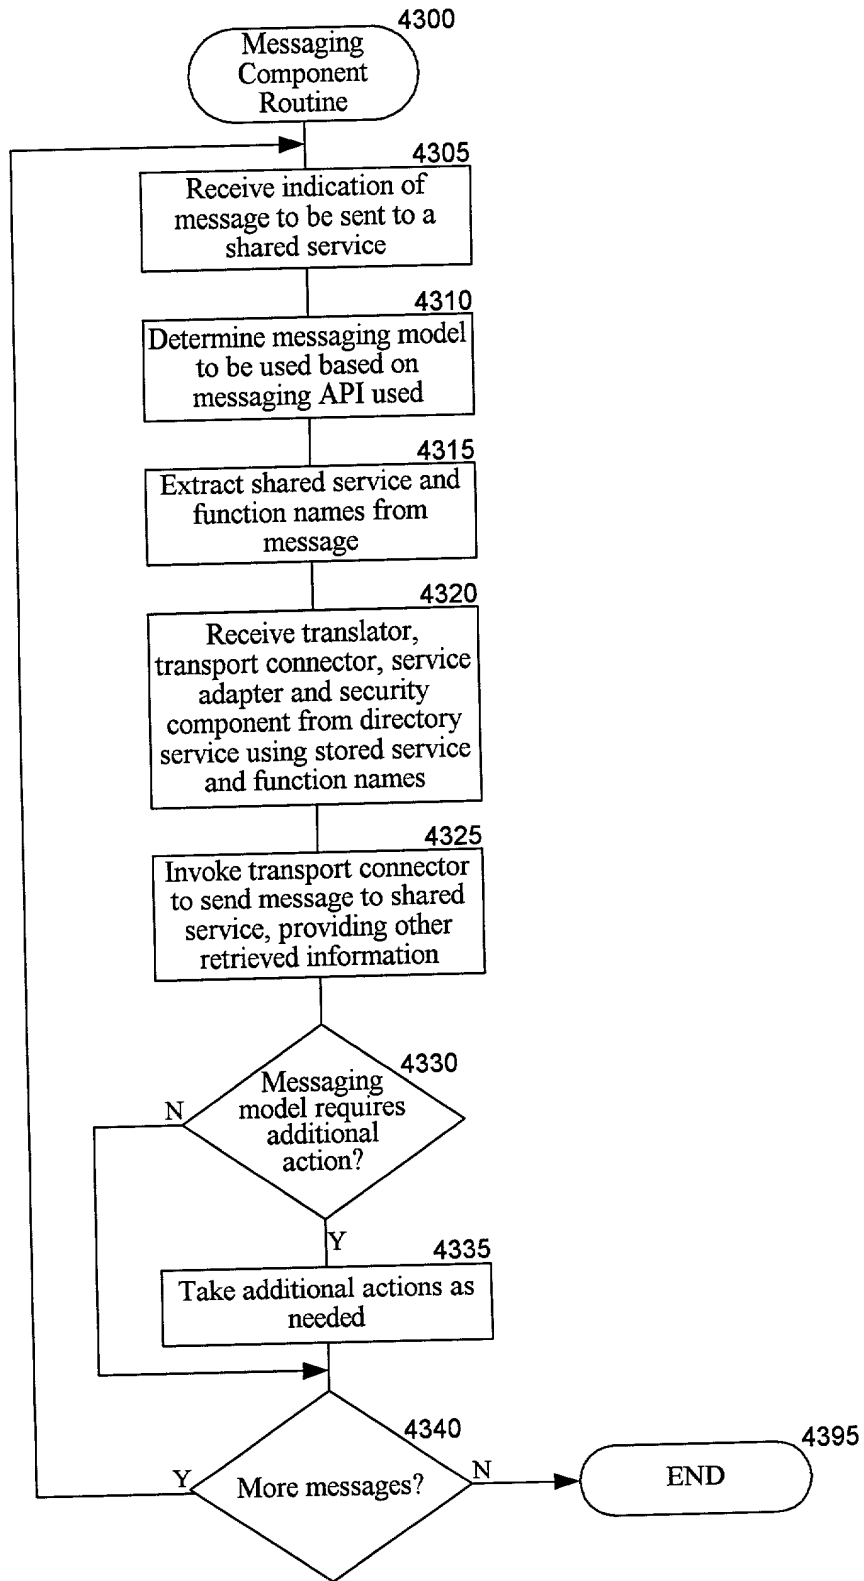 4300
Messaging
Component
Routine
4305
Receive indication of
message to be sent to a
shared service
4310
Determine messaging model
to be used based on
messaging API used
4315
Extract shared service and
function names from
message
4320
Receive translator,
transport connector, service
adapter and security
component from directory
service using stored service
and function names
4325
Invoke transport connector
to send message to shared
service, providing other
retrieved information
4330
Messaging
model requires
additional
action?
N
Y
4335
Take additional actions as
needed
4340
More messages?
Y
N
4395
END